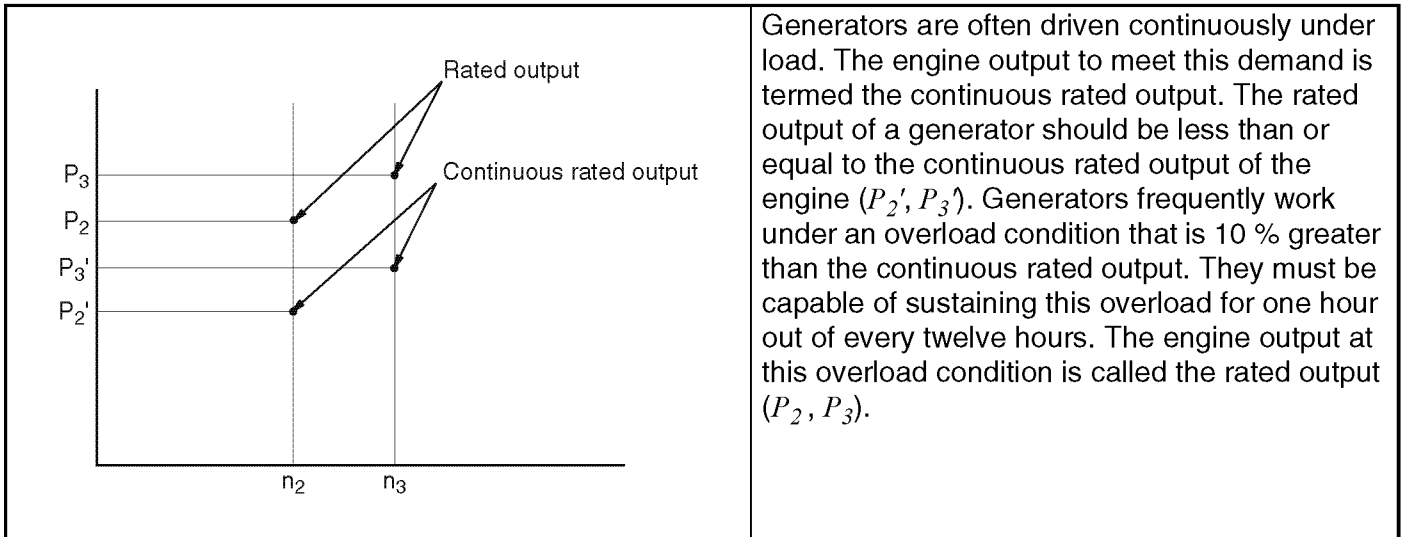 Rated output
Continuous rated output
P3
P2
P3'
P2'
n2
n3
Generators are often driven continuously under
load. The engine output to meet this demand is
termed the continuous rated output. The rated
output of a generator should be less than or
equal to the continuous rated output of the
engine (P2', P3'). Generators frequently work
under an overload condition that is 10 % greater
than the continuous rated output. They must be
capable of sustaining this overload for one hour
out of every twelve hours. The engine output at
this overload condition is called the rated output
(P2 , P3).